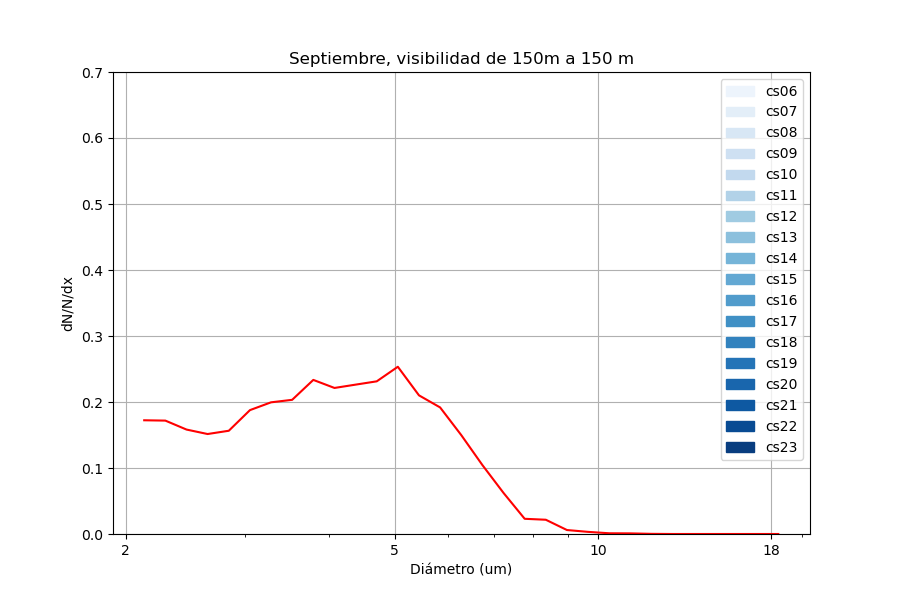 Septiembre, visibilidad de 150m a 150 m
0.7
0.6
0.5
0.4
0.3
0.2
0.1
0.0
dN/N/dx
2
5
10
18
Diámetro (um)
cs06
cs07
cs08
cs09
cs10
cs11
cs12
cs13
cs14
cs15
cs16
cs17
cs18
cs19
cs20
cs21
cs22
cs23